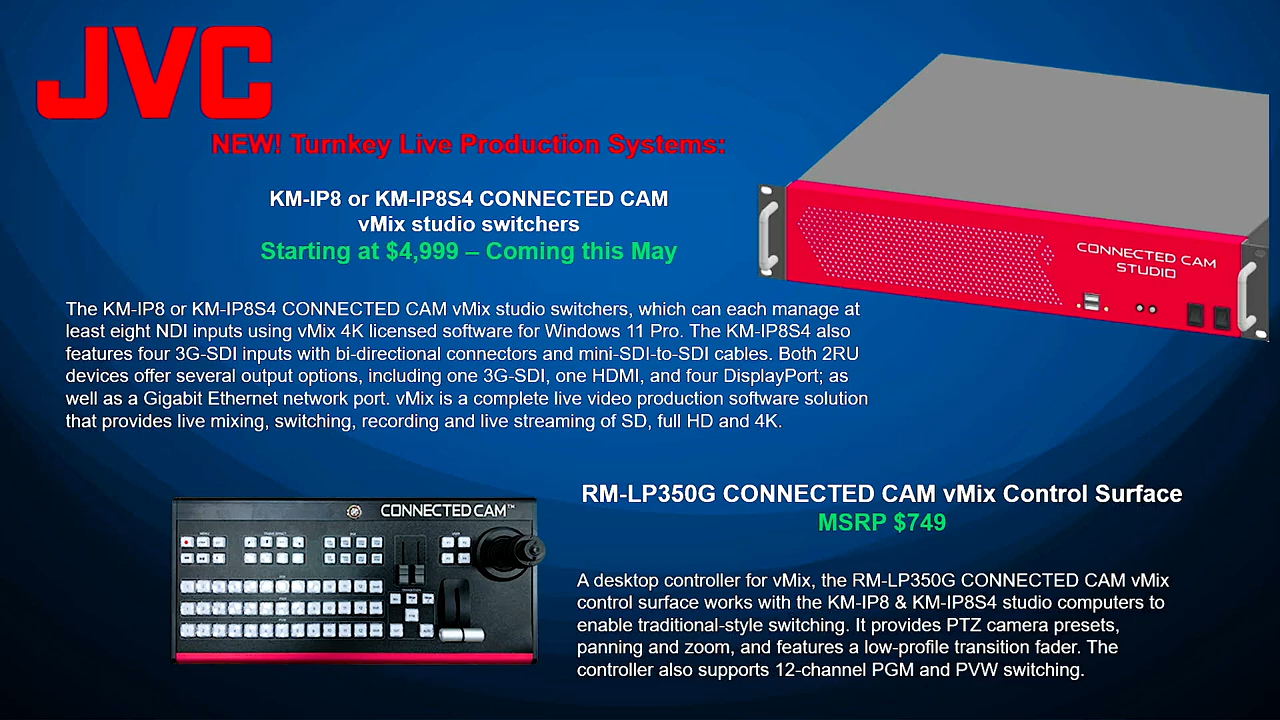 JVC
NEW! Turnkey Live Production Systems:
KM-IP8 or KM-IP8S4 CONNECTED CAM
vMix studio switchers
Starting at $4,999 – Coming this May
CONNECTED CAM
STUDIO
The KM-IP8 or KM-IP8S4 CONNECTED CAM vMix studio switchers, which can each manage at
least eight NDI inputs using vMix 4K licensed software for Windows 11 Pro. The KM-IP8S4 also
features four 3G-SDI inputs with bi-directional connectors and mini-SDI-to-SDI cables. Both 2RU
devices offer several output options, including one 3G-SDI, one HDMI, and four DisplayPort; as
well as a Gigabit Ethernet network port. vMix is a complete live video production software solution
that provides live mixing, switching, recording and live streaming of SD, full HD and 4K.
CONNECTED CAM™
RM-LP350G CONNECTED CAM vMix Control Surface
MSRP $749
A desktop controller for vMix, the RM-LP350G CONNECTED CAM vMix
control surface works with the KM-IP8 & KM-IP8S4 studio computers to
enable traditional-style switching. It provides PTZ camera presets,
panning and zoom, and features a low-profile transition fader. The
controller also supports 12-channel PGM and PVW switching.